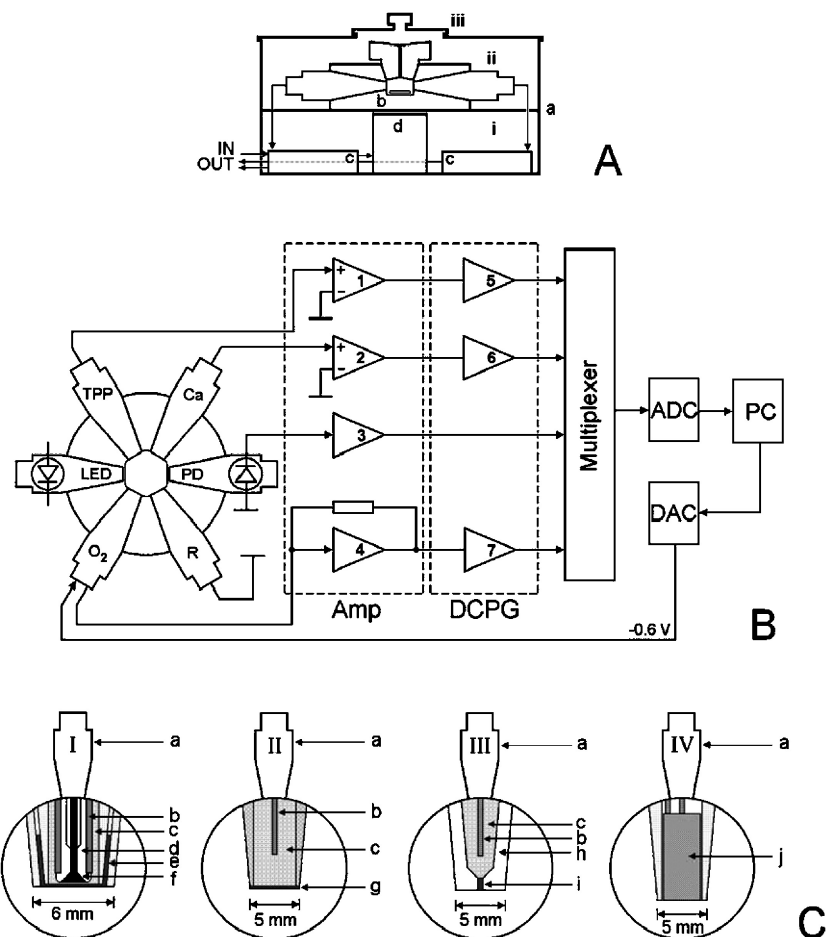 iii
ii
b
a
d
i
IN
OUT
c
c
A
+
-
1
5
+
-
2
6
3
4
7
TPP
Ca
LED
PD
O₂
R
Amp
DCPG
Multiplexer
ADC
PC
DAC
-0.6 V
B
I
a
b
c
d
e
f
6 mm
II
a
b
c
g
5 mm
III
a
c
b
h
i
5 mm
IV
a
j
5 mm
C